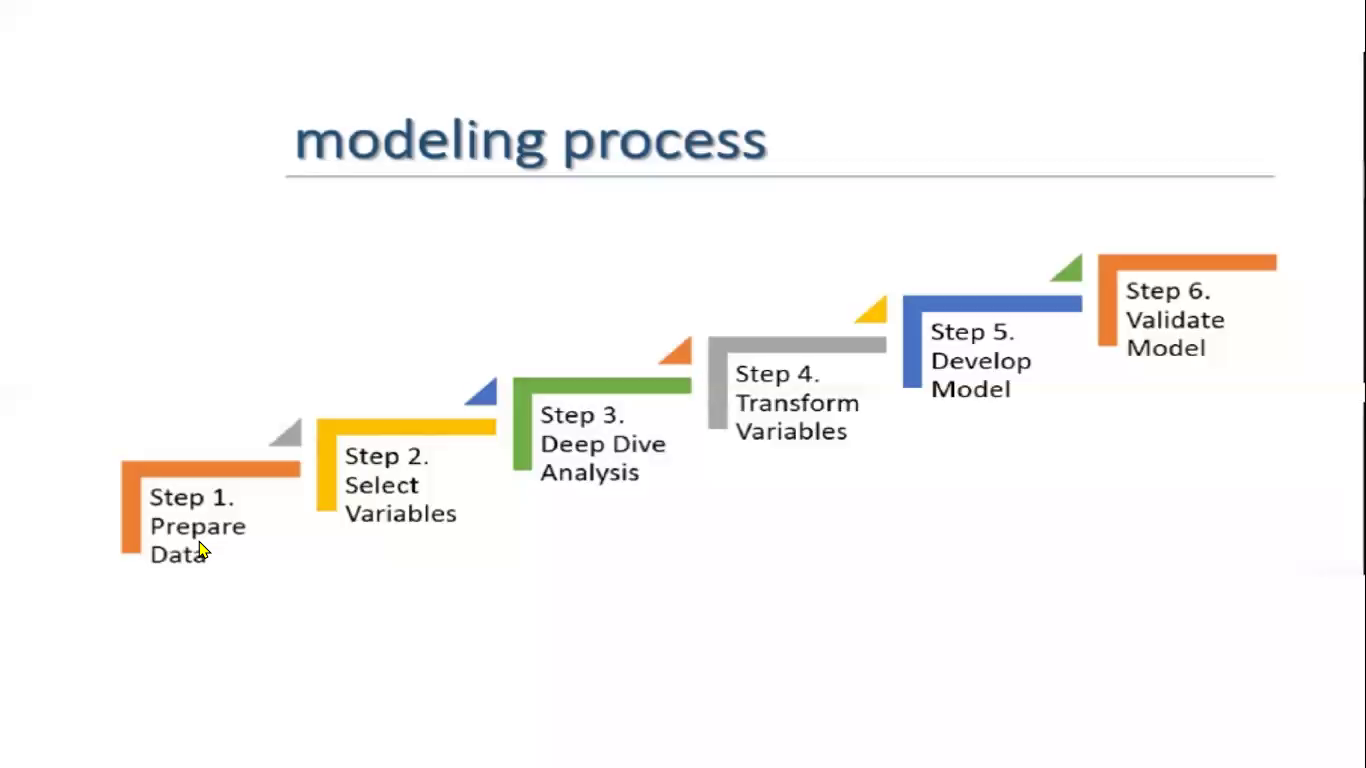 modeling process
Step 1.
Prepare
Data
Step 2.
Select
Variables
Step 3.
Deep Dive
Analysis
Step 4.
Transform
Variables
Step 5.
Develop
Model
Step 6.
Validate
Model